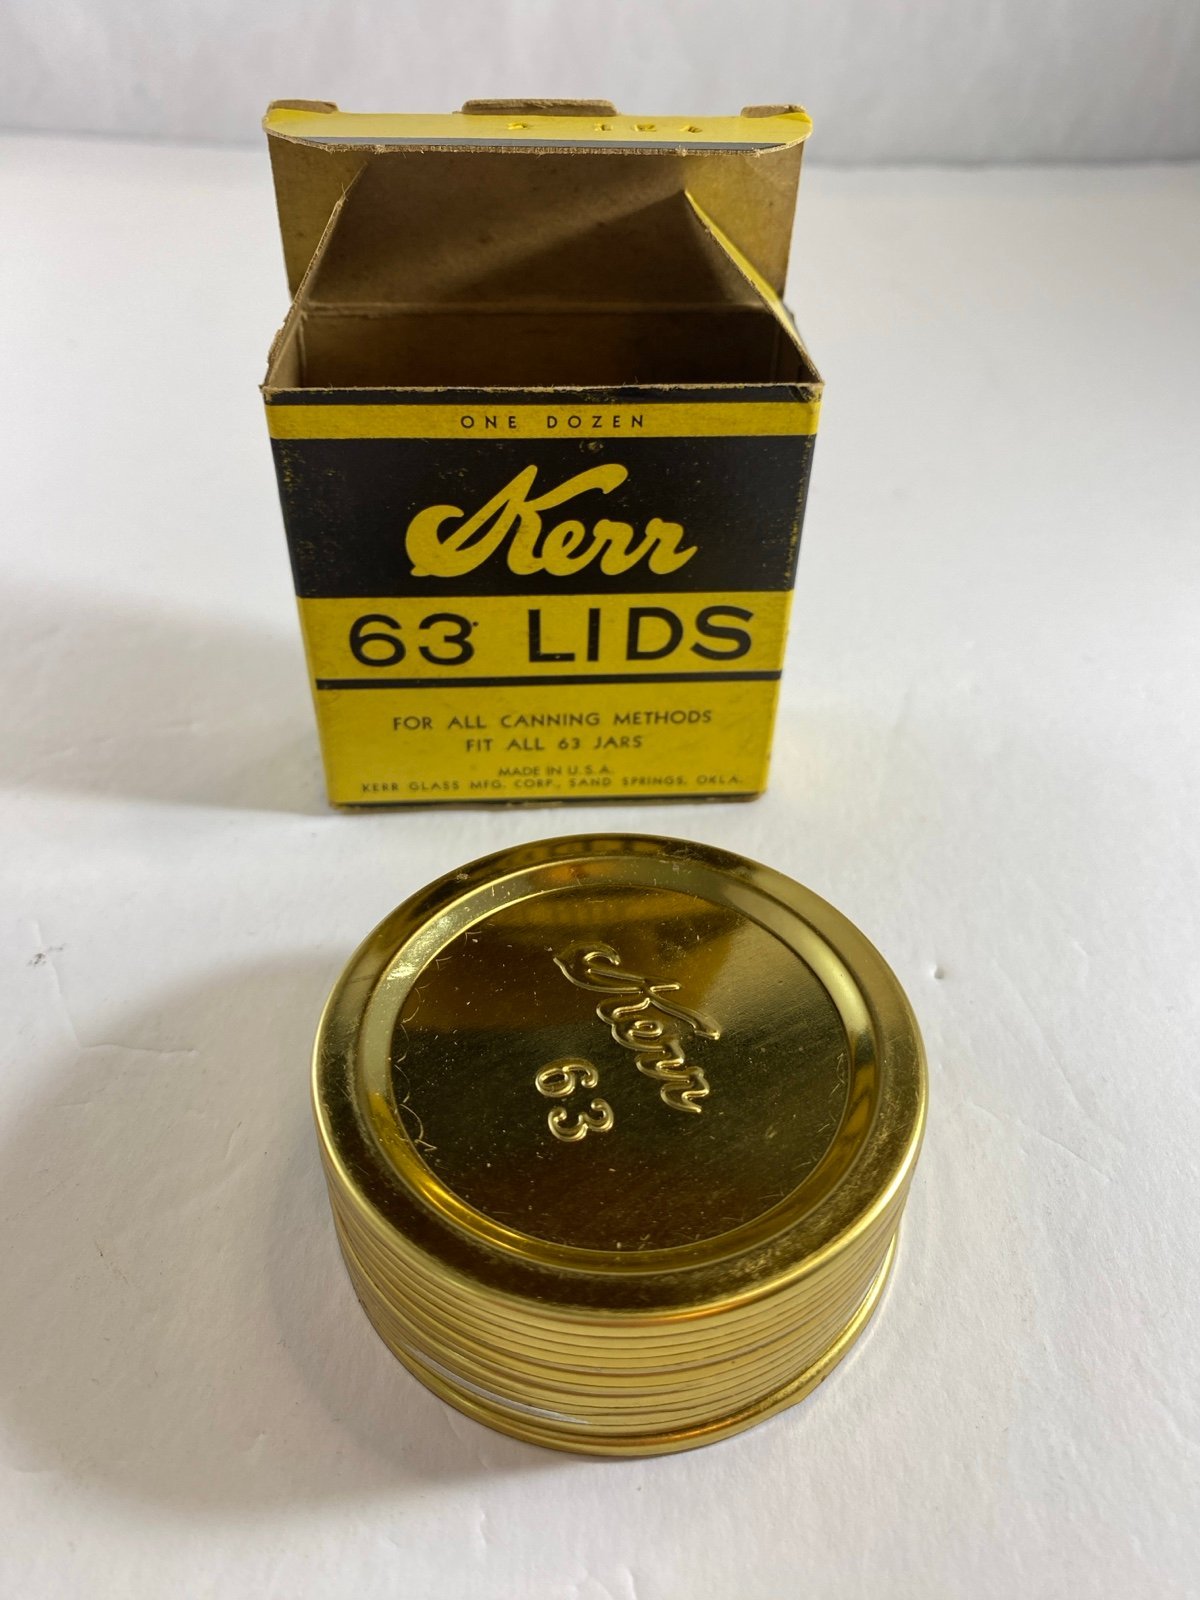 ONE DOZEN
Kerr
63 LIDS
FOR ALL CANNING METHODS
FIT ALL 63 JARS
MADE IN U.S.A.
KERR GLASS MFG. CORP., SAND SPRINGS, OKLA.
Kerr
63